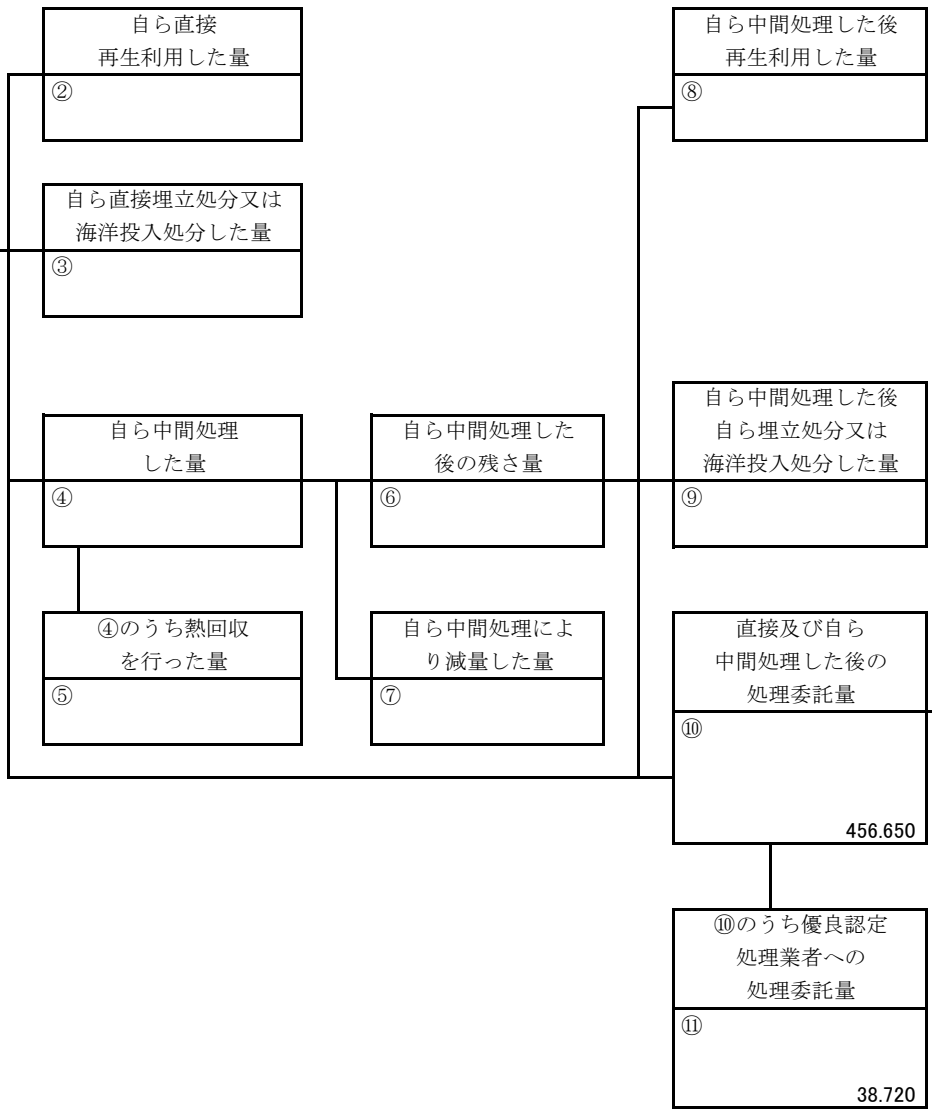 自ら直接
再生利用した量
②
自ら中間処理した後
再生利用した量
⑧
自ら直接埋立処分又は
海洋投入処分した量
③
自ら中間処理
した量
④
自ら中間処理した
後の残さ量
⑥
自ら中間処理した後
自ら埋立処分又は
海洋投入処分した量
⑨
④のうち熱回収
を行った量
⑤
自ら中間処理によ
り減量した量
⑦
直接及び自ら
中間処理した後の
処理委託量
⑩
456.650
⑩のうち優良認定
処理業者への
処理委託量
⑪
38.720